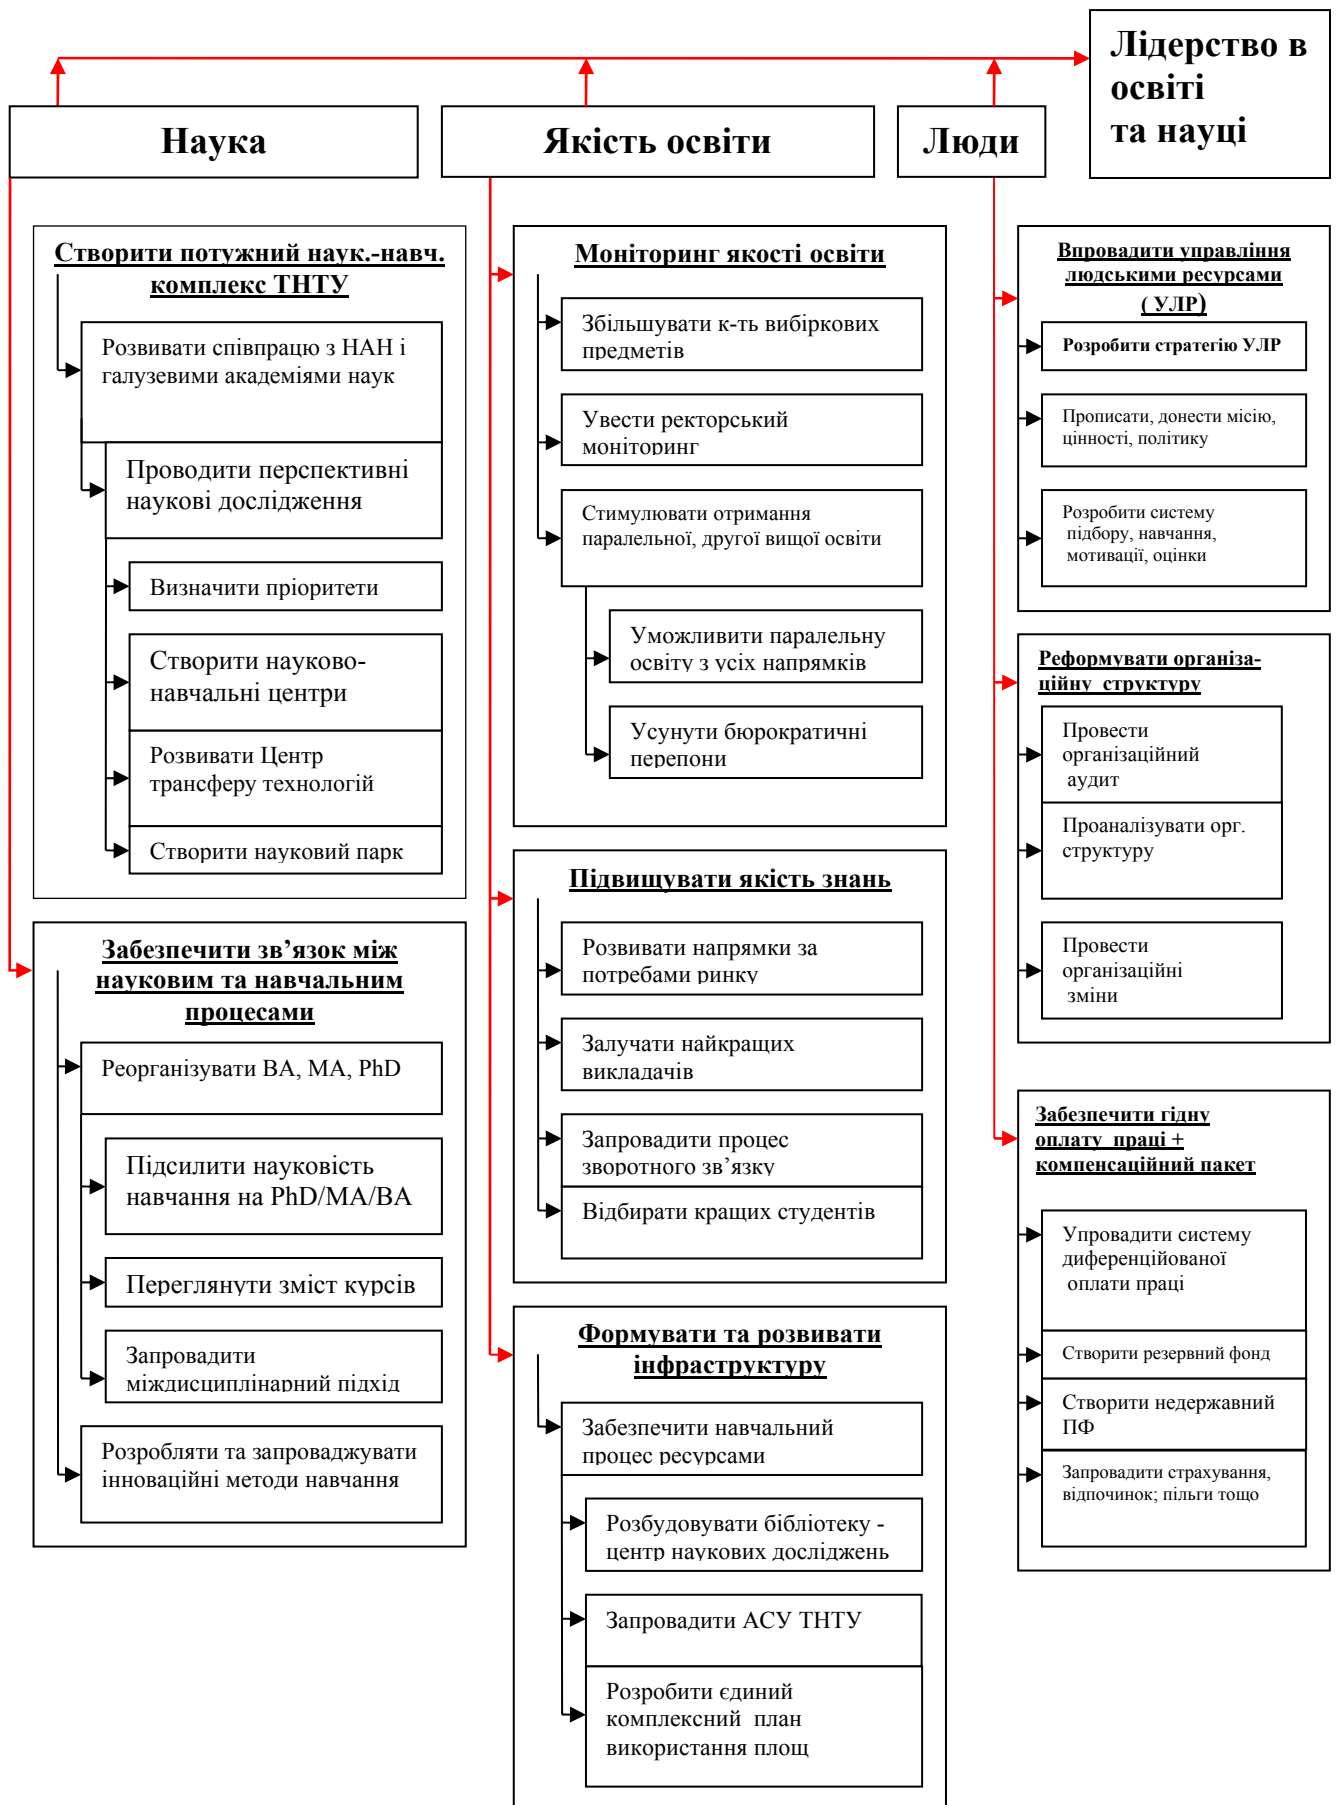 Лідерство в
освіті
та науці
Наука
Якість освіти
Люди
Створити потужний наук.-навч.
комплекс ТНТУ
Розвивати співпрацю з НАН і
галузевими академіями наук
Проводити перспективні
наукові дослідження
Визначити пріоритети
Створити науково-
навчальні центри
Розвивати Центр
трансферу технологій
Створити науковий парк
Забезпечити зв’язок між
науковим та навчальним
процесами
Реорганізувати BA, MA, PhD
Підсилити науковість
навчання на PhD/MA/BA
Переглянути зміст курсів
Запровадити
міждисциплінарний підхід
Розробляти та запроваджувати
інноваційні методи навчання
Моніторинг якості освіти
Збільшувати к-ть вибіркових
предметів
Увести ректорський
моніторинг
Стимулювати отримання
паралельної, другої вищої освіти
Уможливити паралельну
освіту з усіх напрямків
Усунути бюрократичні
перепони
Підвищувати якість знань
Розвивати напрямки за
потребами ринку
Залучати найкращих
викладачів
Запровадити процес
зворотного зв’язку
Відбирати кращих студентів
Формувати та розвивати
інфраструктуру
Забезпечити навчальний
процес ресурсами
Розбудовувати бібліотеку -
центр наукових досліджень
Запровадити АСУ ТНТУ
Розробити єдиний
комплексний план
використання площ
Впровадити управління
людськими ресурсами
( УЛР)
Розробити стратегію УЛР
Прописати, донести місію,
цінності, політику
Розробити систему
підбору, навчання,
мотивації, оцінки
Реформувати організа-
ційну структуру
Провести
організаційний
аудит
Проаналізувати орг.
структуру
Провести
організаційні
зміни
Забезпечити гідну
оплату праці +
компенсаційний пакет
Упровадити систему
диференційованої
оплати праці
Створити резервний фонд
Створити недержавний
ПФ
Запровадити страхування,
відпочинок; пільги тощо